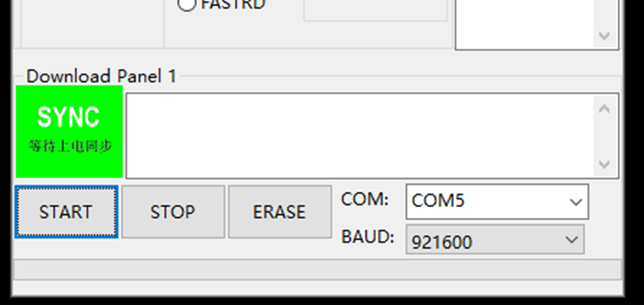 FASTRD
Download Panel 1
SYNC
等待上电同步
START
STOP
ERASE
COM:
COM5
BAUD:
921600